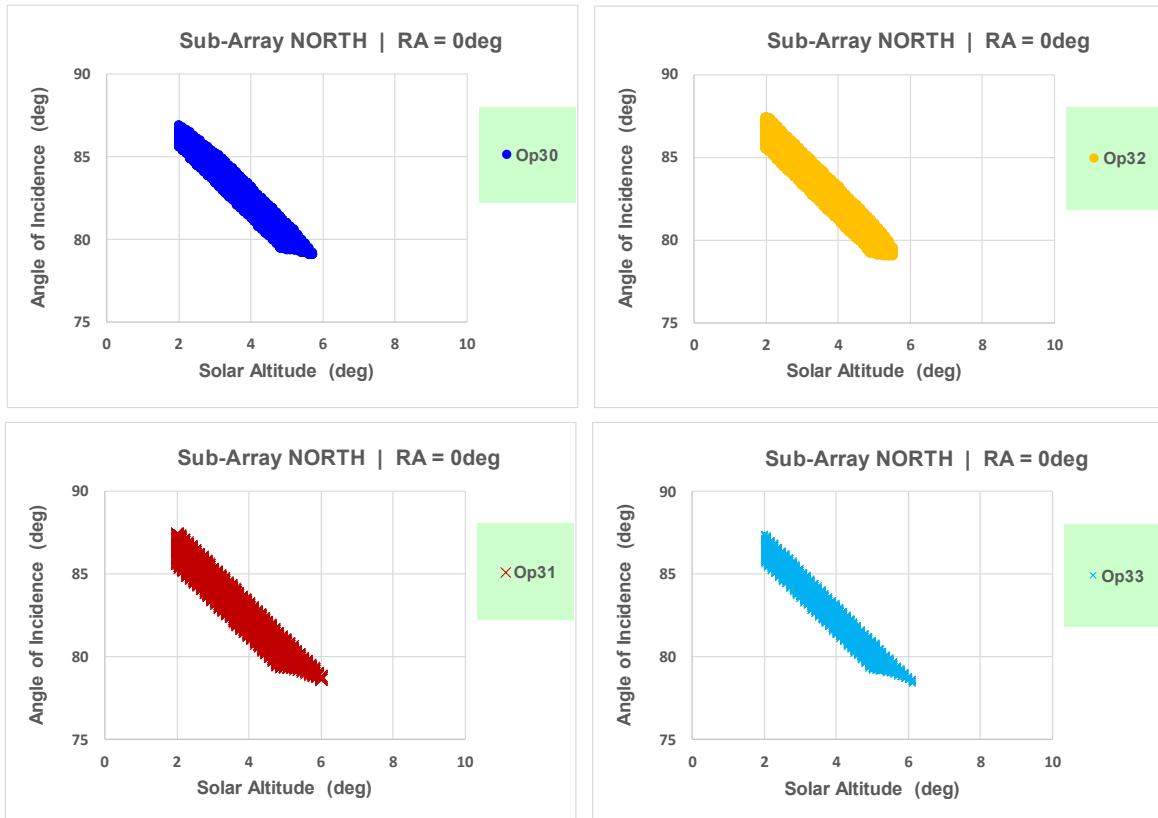 Sub-Array NORTH | RA = 0deg
Angle of Incidence (deg)
90
85
80
75
0 2 4 6 8 10
Solar Altitude (deg)
Op30
Sub-Array NORTH | RA = 0deg
Angle of Incidence (deg)
90
85
80
75
0 2 4 6 8 10
Solar Altitude (deg)
Op32
Sub-Array NORTH | RA = 0deg
Angle of Incidence (deg)
90
85
80
75
0 2 4 6 8 10
Solar Altitude (deg)
Op31
Sub-Array NORTH | RA = 0deg
Angle of Incidence (deg)
90
85
80
75
0 2 4 6 8 10
Solar Altitude (deg)
Op33